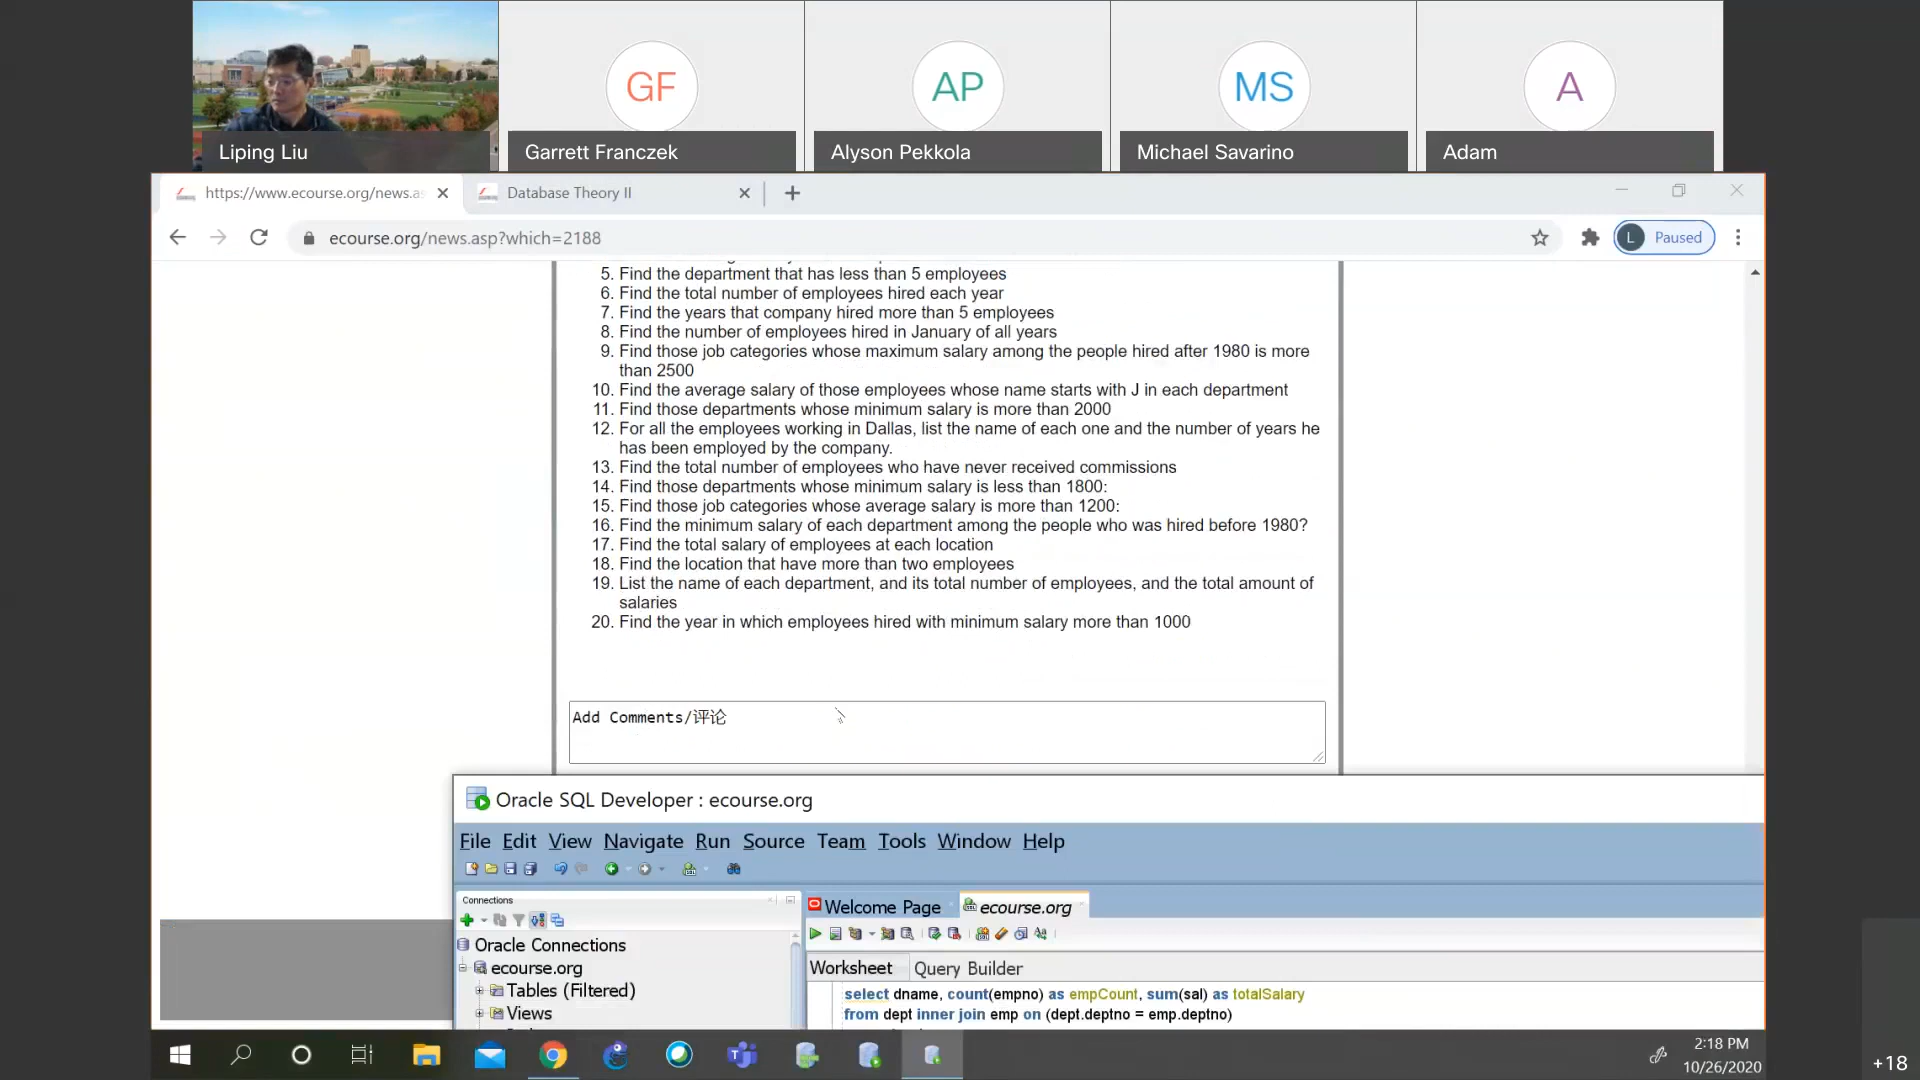 GF
AP
MS
A
Liping Liu
Garrett Franczek
Alyson Pekkola
Michael Savarino
Adam
https://www.ecourse.org/news.as
Database Theory II
ecourse.org/news.asp?which=2188
L
Paused
5. Find the department that has less than 5 employees
6. Find the total number of employees hired each year
7. Find the years that company hired more than 5 employees
8. Find the number of employees hired in January of all years
9. Find those job categories whose maximum salary among the people hired after 1980 is more
than 2500
10. Find the average salary of those employees whose name starts with J in each department
11. Find those departments whose minimum salary is more than 2000
12. For all the employees working in Dallas, list the name of each one and the number of years he
has been employed by the company.
13. Find the total number of employees who have never received commissions
14. Find those departments whose minimum salary is less than 1800:
15. Find those job categories whose average salary is more than 1200:
16. Find the minimum salary of each department among the people who was hired before 1980?
17. Find the total salary of employees at each location
18. Find the location that have more than two employees
19. List the name of each department, and its total number of employees, and the total amount of
salaries
20. Find the year in which employees hired with minimum salary more than 1000
Add Comments/评论
Oracle SQL Developer : ecourse.org
File Edit View Navigate Run Source Team Tools Window Help
Connections
Welcome Page
ecourse.org
Oracle Connections
ecourse.org
Tables (Filtered)
Views
Worksheet
Query Builder
select dname, count(empno) as empCount, sum(sal) as totalSalary
from dept inner join emp on (dept.deptno = emp.deptno)
2:18 PM
10/26/2020
+18